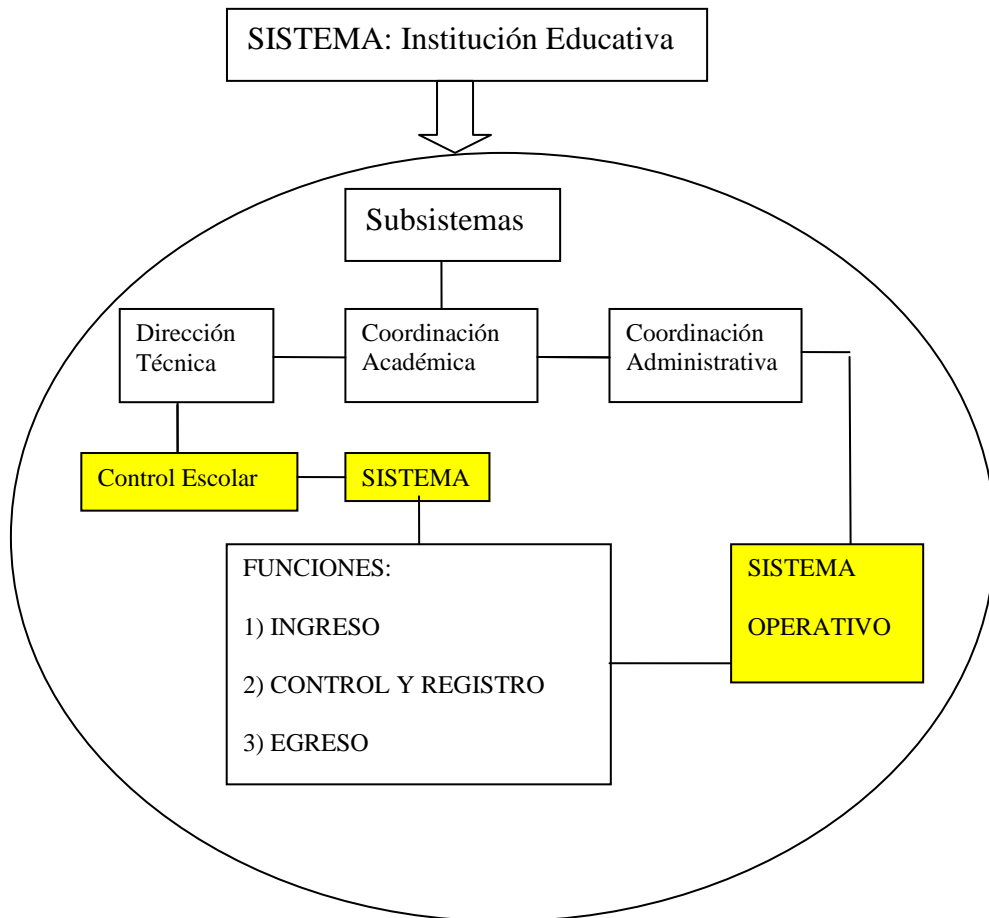 SISTEMA: Institución Educativa
Subsistemas
Dirección
Técnica
Coordinación
Académica
Coordinación
Administrativa
Control Escolar
SISTEMA
FUNCIONES:
1) INGRESO
2) CONTROL Y REGISTRO
3) EGRESO
SISTEMA
OPERATIVO